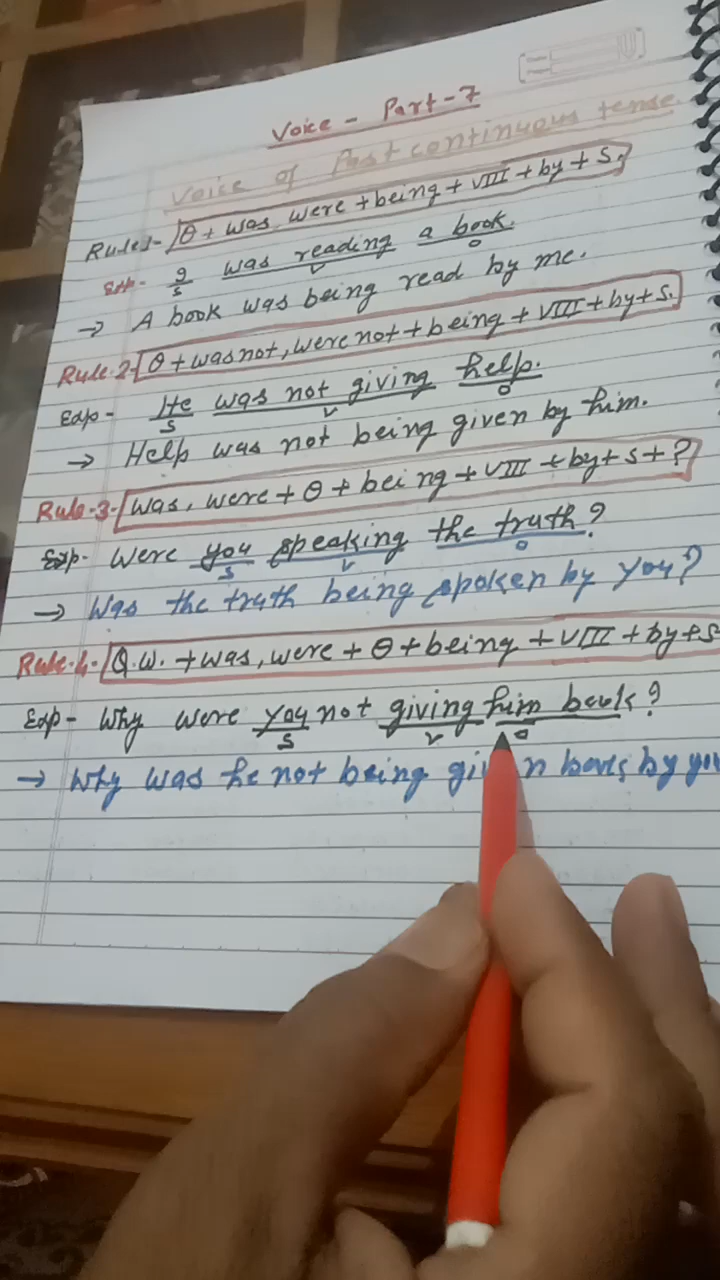 Voice - Part-7
Voice of Past continuous tense.
Rule1- O + was, were + being + VIII + by + S.
Exp- I was reading a book.
S V O
→ A book was being read by me.
Rule-2- O + was not, were not + being + VIII + by + S.
Exp- He was not giving help.
S V O
→ Help was not being given by him.
Rule-3- Was, were + O + being + VIII + by + S + ?
Exp- Were you speaking the truth?
S V O
→ Was the truth being spoken by you?
Rule-4- Q.W. + was, were + O + being + VIII + by + S
Exp- Why were you not giving him book?
S V O
→ Why was he not being given by you